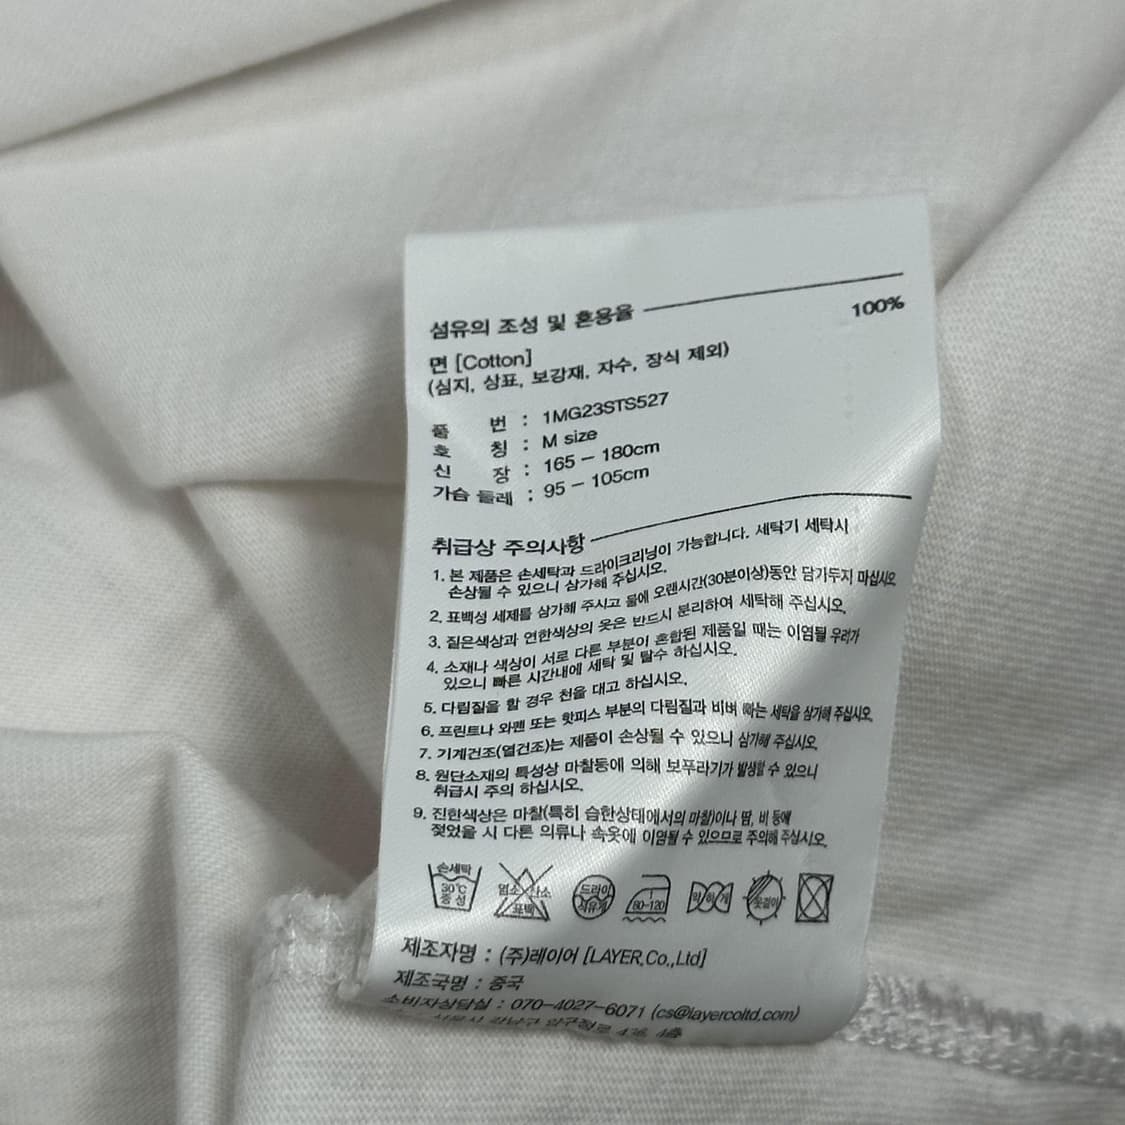 섬유의 조성 및 혼용율
면 [Cotton] 100%
(심지, 상표, 보강재, 자수, 장식 제외)
품 번 : 1MG23STS527
호 칭 : M size
신 장 : 165 - 180cm
가슴 둘레 : 95 - 105cm
취급상 주의사항
1. 본 제품은 손세탁과 드라이크리닝이 가능합니다. 세탁기 세탁시
손상될 수 있으니 삼가해 주십시오.
2. 표백성 세제를 삼가해 주시고 물에 오랜시간(30분이상)동안 담가두지 마십시오.
3. 짙은색상과 연한색상의 옷은 반드시 분리하여 세탁해 주십시오.
4. 소재나 색상이 서로 다른 부분이 혼합된 제품일 때는 이염될 우려가
있으니 빠른 시간내에 세탁 및 탈수 하십시오.
5. 다림질을 할 경우 천을 대고 하십시오.
6. 프린트나 와펜 또는 핫피스 부분의 다림질과 비벼 빠는 세탁을 삼가해 주십시오.
7. 기계건조(열건조)는 제품이 손상될 수 있으니 삼가해 주십시오.
8. 원단소재의 특성상 마찰등에 의해 보푸라기가 발생할 수 있으니
취급시 주의 하십시오.
9. 진한색상은 마찰(특히 습한상태에서의 마찰)이나 땀, 비 등에
젖었을 시 다른 의류나 속옷에 이염될 수 있으므로 주의해 주십시오.
손세탁 30℃ 중성 염소 산소 표백 드라이 석유계 80-120 약하게 옷걸이
제조자명 : (주)레이어 [LAYER.Co.,Ltd]
제조국명 : 중국
소비자상담실 : 070-4027-6071 (cs@layercoltd.com)
서울시 강남구 압구정로